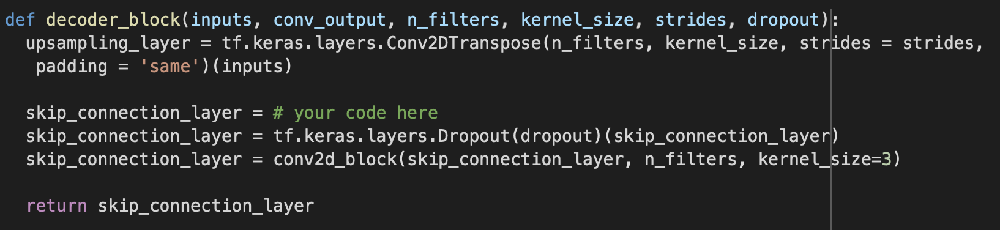 def decoder_block(inputs, conv_output, n_filters, kernel_size, strides, dropout):
upsampling_layer = tf.keras.layers.Conv2DTranspose(n_filters, kernel_size, strides = strides,
padding = 'same')(inputs)
skip_connection_layer = # your code here
skip_connection_layer = tf.keras.layers.Dropout(dropout)(skip_connection_layer)
skip_connection_layer = conv2d_block(skip_connection_layer, n_filters, kernel_size=3)
return skip_connection_layer